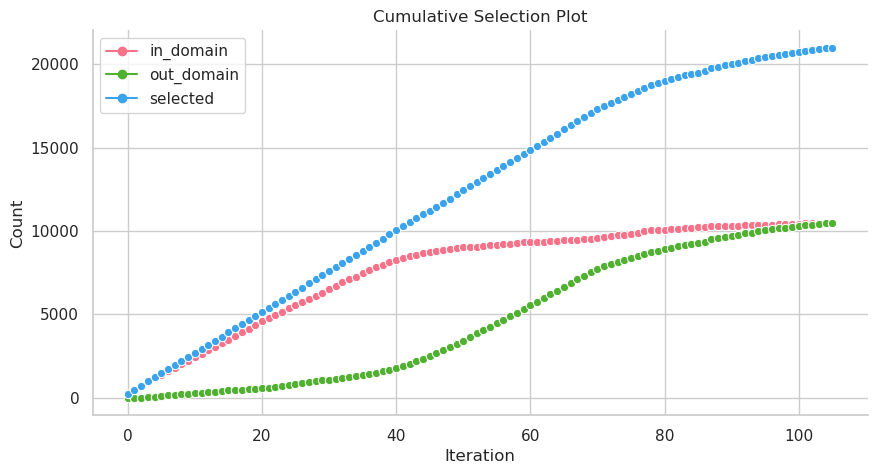 Cumulative Selection Plot
in_domain
out_domain
selected
20000
15000
10000
5000
0
Count
0 20 40 60 80 100
Iteration